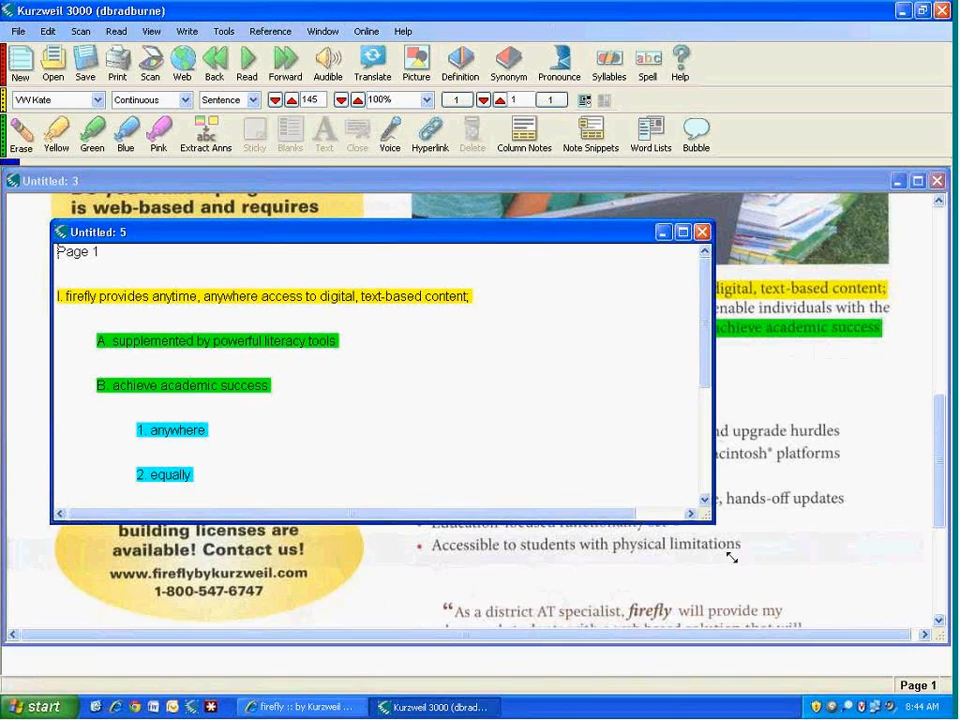 Kurzweil 3000 (dbradburne)
File Edit Scan Read View Write Tools Reference Window Online Help
New Open Save Print Scan Web Back Read Forward Audible Translate Picture Definition Synonym Pronounce Syllables Spell Help
VW Kate Continuous Sentence 145 100% 1 1 1
Erase Yellow Green Blue Pink Extract Anns Sticky Blanks Text Close Voice Hyperlink Delete Column Notes Note Snippets Word Lists Bubble
Untitled: 3
is web-based and requires
Untitled: 5
Page 1
I. firefly provides anytime, anywhere access to digital, text-based content;
A. supplemented by powerful literacy tools
B. achieve academic success
1. anywhere
2. equally
digital, text-based content;
enable individuals with the
achieve academic success
nd upgrade hurdles
acintosh* platforms
e, hands-off updates
building licenses are
available! Contact us!
www.fireflybykurzweil.com
1-800-547-6747
• Accessible to students with physical limitations
“As a district AT specialist, firefly will provide my
Page 1
start
firefly :: by Kurzweil ...
Kurzweil 3000 (dbrad...
8:44 AM